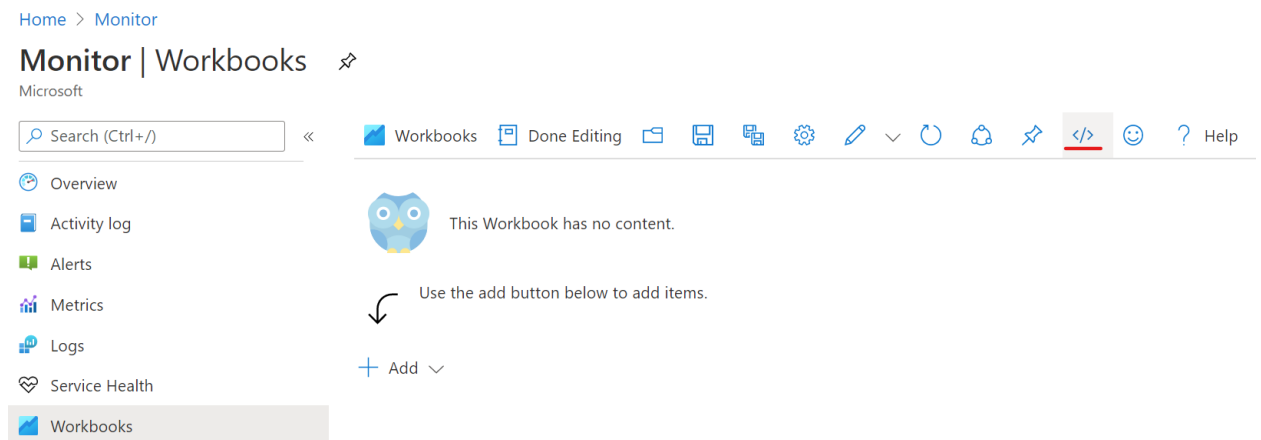 Home > Monitor
Monitor | Workbooks
Microsoft
Search (Ctrl+/)
«
Workbooks Done Editing </> ? Help
Overview
Activity log
Alerts
Metrics
Logs
Service Health
Workbooks
This Workbook has no content.
Use the add button below to add items.
+ Add